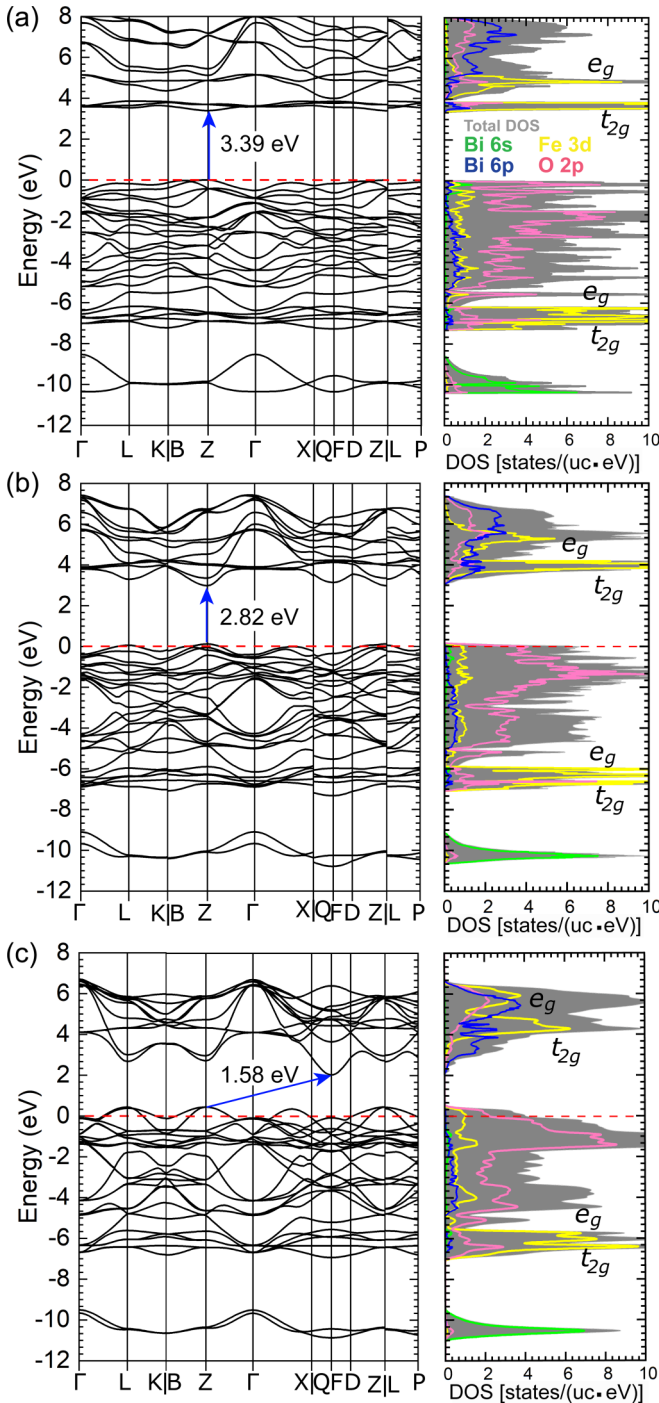 (a)
8
6
4
2
0
-2
-4
-6
-8
-10
-12
Energy (eV)
3.39 eV
Γ L K|B Z Γ X|Q F D Z|L P
e_g
t_2g
Total DOS
Bi 6s Fe 3d
Bi 6p O 2p
e_g
t_2g
0 2 4 6 8 10
DOS [states/(uc▪eV)]
(b)
8
6
4
2
0
-2
-4
-6
-8
-10
-12
Energy (eV)
2.82 eV
Γ L K|B Z Γ X|Q F D Z|L P
e_g
t_2g
e_g
t_2g
0 2 4 6 8 10
DOS [states/(uc▪eV)]
(c)
8
6
4
2
0
-2
-4
-6
-8
-10
-12
Energy (eV)
1.58 eV
Γ L K|B Z Γ X|Q F D Z|L P
e_g
t_2g
e_g
t_2g
0 2 4 6 8 10
DOS [states/(uc▪eV)]